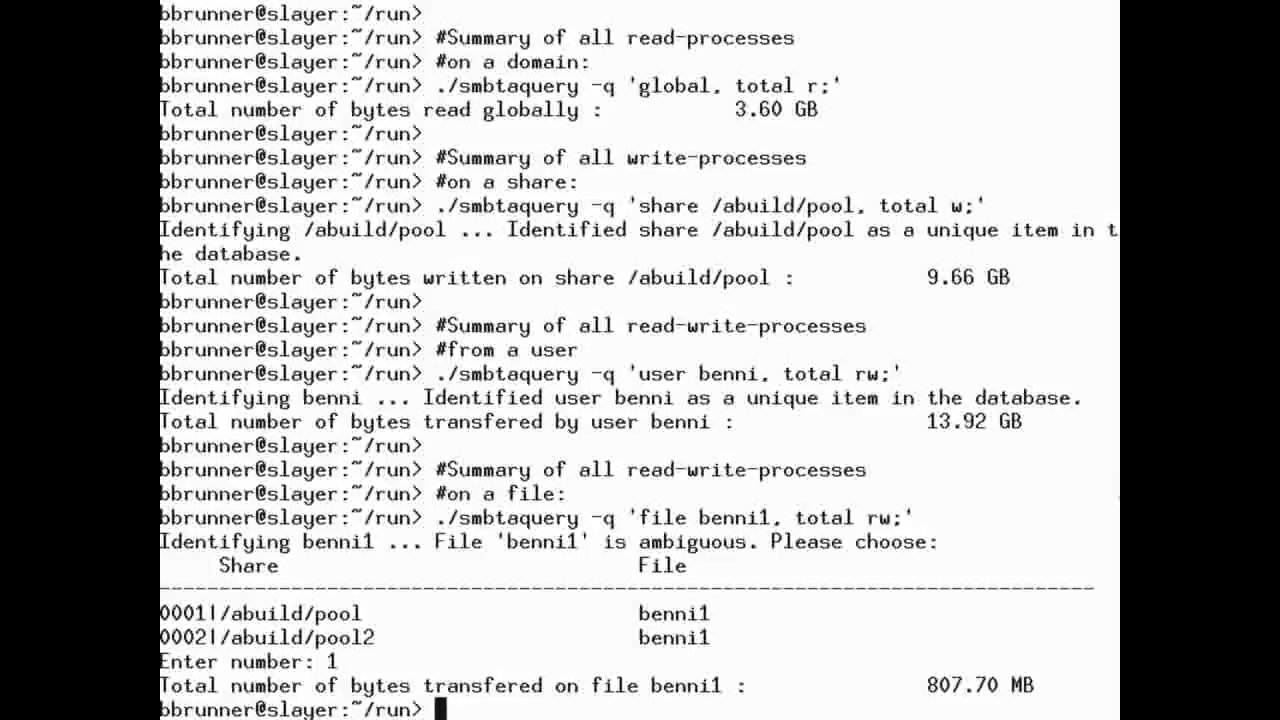 bbrunner@slayer:~/run>
bbrunner@slayer:~/run> #Summary of all read-processes
bbrunner@slayer:~/run> #on a domain:
bbrunner@slayer:~/run> ./smbtaquery -q 'global, total r;'
Total number of bytes read globally : 3.60 GB
bbrunner@slayer:~/run>
bbrunner@slayer:~/run> #Summary of all write-processes
bbrunner@slayer:~/run> #on a share:
bbrunner@slayer:~/run> ./smbtaquery -q 'share /abuild/pool, total w;'
Identifying /abuild/pool ... Identified share /abuild/pool as a unique item in t
he database.
Total number of bytes written on share /abuild/pool : 9.66 GB
bbrunner@slayer:~/run>
bbrunner@slayer:~/run> #Summary of all read-write-processes
bbrunner@slayer:~/run> #from a user
bbrunner@slayer:~/run> ./smbtaquery -q 'user benni, total rw;'
Identifying benni ... Identified user benni as a unique item in the database.
Total number of bytes transfered by user benni : 13.92 GB
bbrunner@slayer:~/run>
bbrunner@slayer:~/run> #Summary of all read-write-processes
bbrunner@slayer:~/run> #on a file:
bbrunner@slayer:~/run> ./smbtaquery -q 'file benni1, total rw;'
Identifying benni1 ... File 'benni1' is ambiguous. Please choose:
Share File
-------------------------------------------------------------------------------
0001|/abuild/pool benni1
0002|/abuild/pool2 benni1
Enter number: 1
Total number of bytes transfered on file benni1 : 807.70 MB
bbrunner@slayer:~/run>